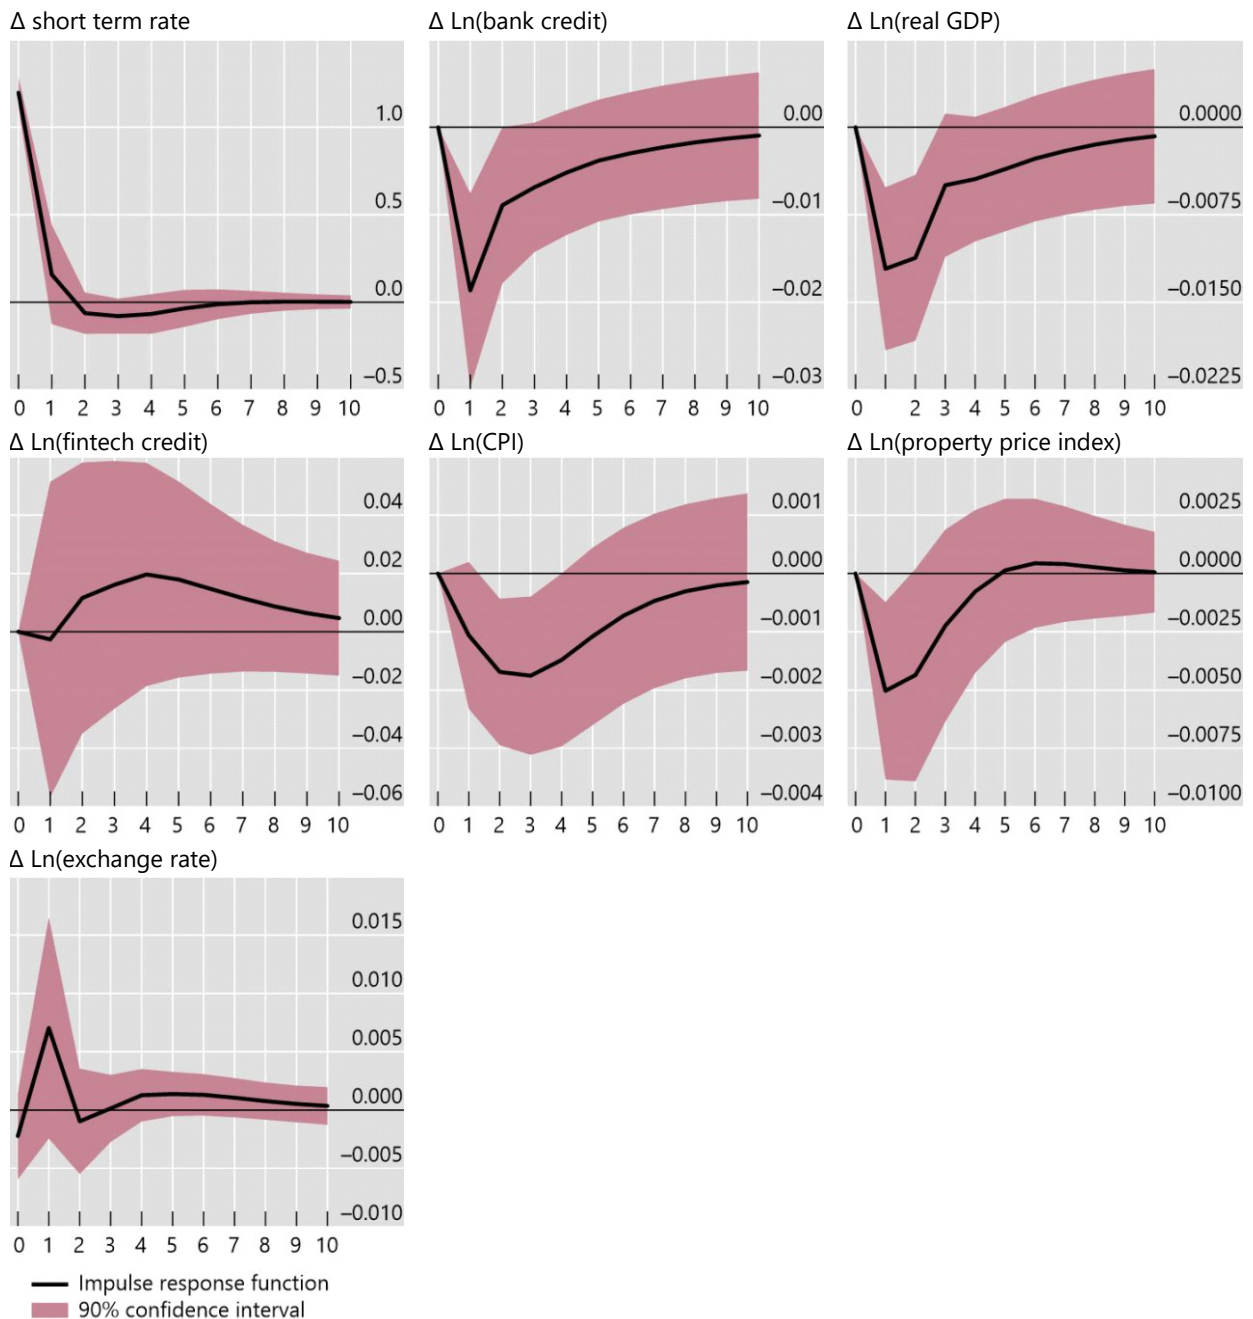 Δ short term rate
1.0
0.5
0.0
–0.5
0 1 2 3 4 5 6 7 8 9 10
Δ Ln(bank credit)
0.00
–0.01
–0.02
–0.03
0 1 2 3 4 5 6 7 8 9 10
Δ Ln(real GDP)
0.0000
–0.0075
–0.0150
–0.0225
0 1 2 3 4 5 6 7 8 9 10
Δ Ln(fintech credit)
0.04
0.02
0.00
–0.02
–0.04
–0.06
0 1 2 3 4 5 6 7 8 9 10
Δ Ln(CPI)
0.001
0.000
–0.001
–0.002
–0.003
–0.004
0 1 2 3 4 5 6 7 8 9 10
Δ Ln(property price index)
0.0025
0.0000
–0.0025
–0.0050
–0.0075
–0.0100
0 1 2 3 4 5 6 7 8 9 10
Δ Ln(exchange rate)
0.015
0.010
0.005
0.000
–0.005
–0.010
0 1 2 3 4 5 6 7 8 9 10
Impulse response function
90% confidence interval